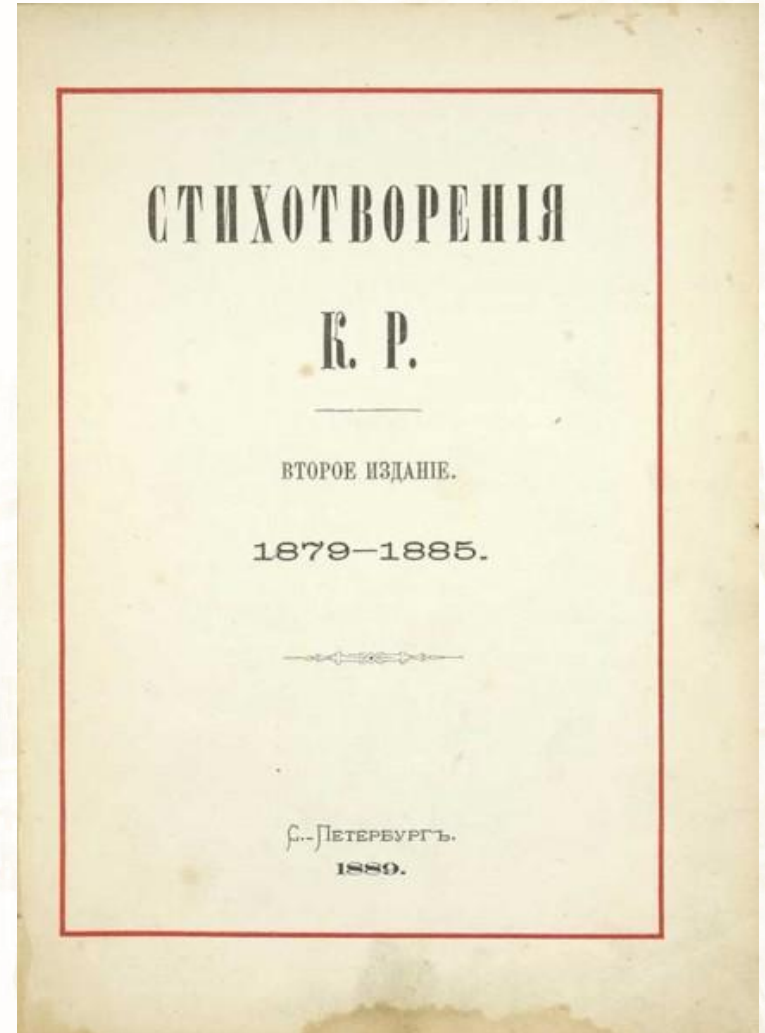 СТИХОТВОРЕНІЯ
К. Р.
ВТОРОЕ ИЗДАНІЕ.
1879—1885.
С.-ПЕТЕРБУРГЪ.
1889.